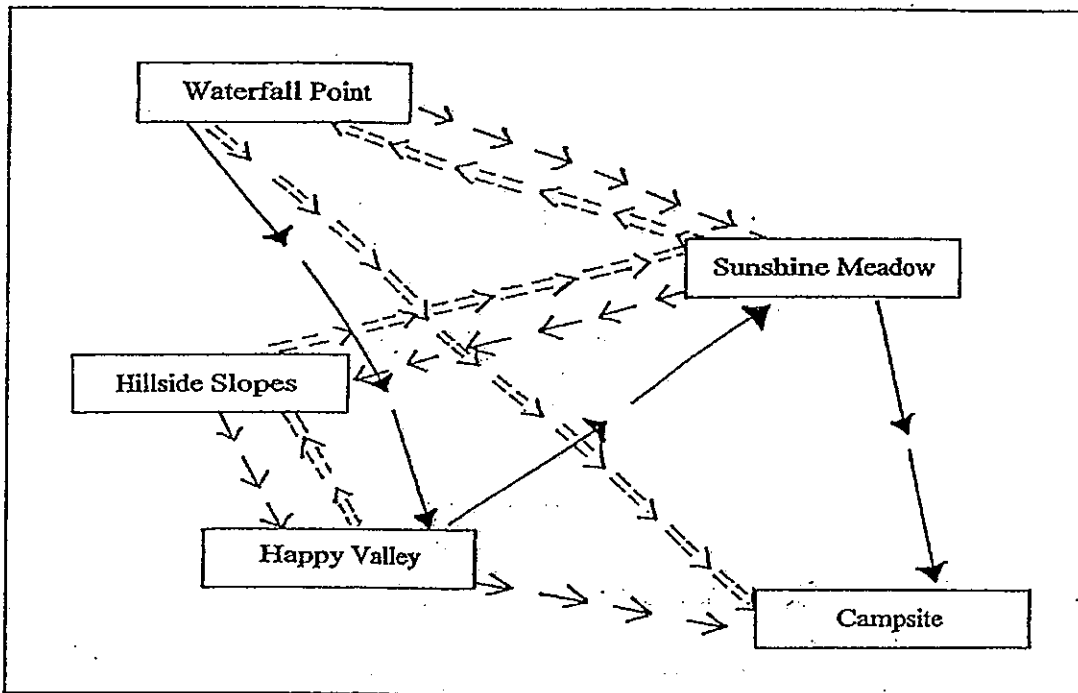 Waterfall Point
Sunshine Meadow
Hillside Slopes
Happy Valley
Campsite